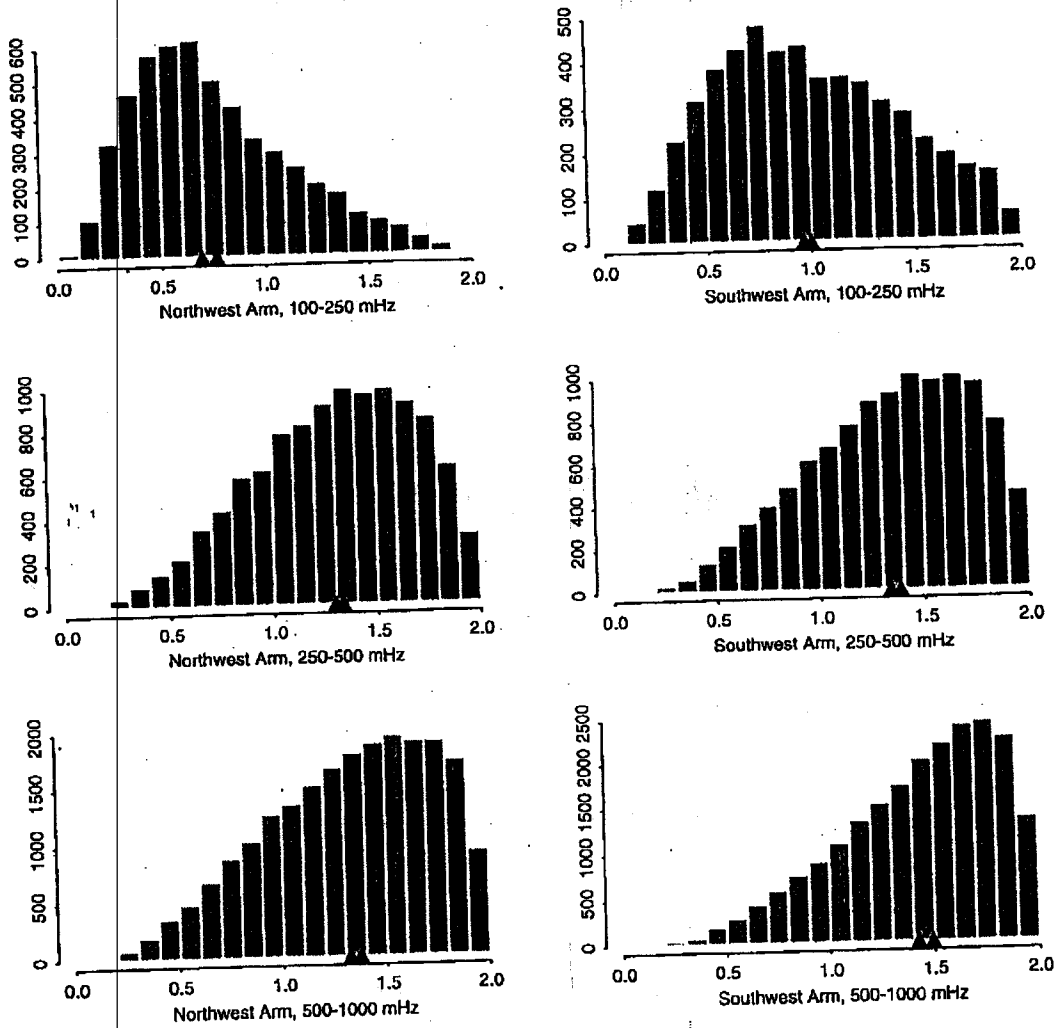 100 200 300 400 500 600
0
0.0 0.5 1.0 1.5 2.0
Northwest Arm, 100-250 mHz
0 100 200 300 400 500
0.0 0.5 1.0 1.5 2.0
Southwest Arm, 100-250 mHz
0 200 400 600 800 1000
0.0 0.5 1.0 1.5 2.0
Northwest Arm, 250-500 mHz
0 200 400 600 800 1000
0.0 0.5 1.0 1.5 2.0
Southwest Arm, 250-500 mHz
0 500 1000 1500 2000
0.0 0.5 1.0 1.5 2.0
Northwest Arm, 500-1000 mHz
0 500 1000 1500 2000 2500
0.0 0.5 1.0 1.5 2.0
Southwest Arm, 500-1000 mHz